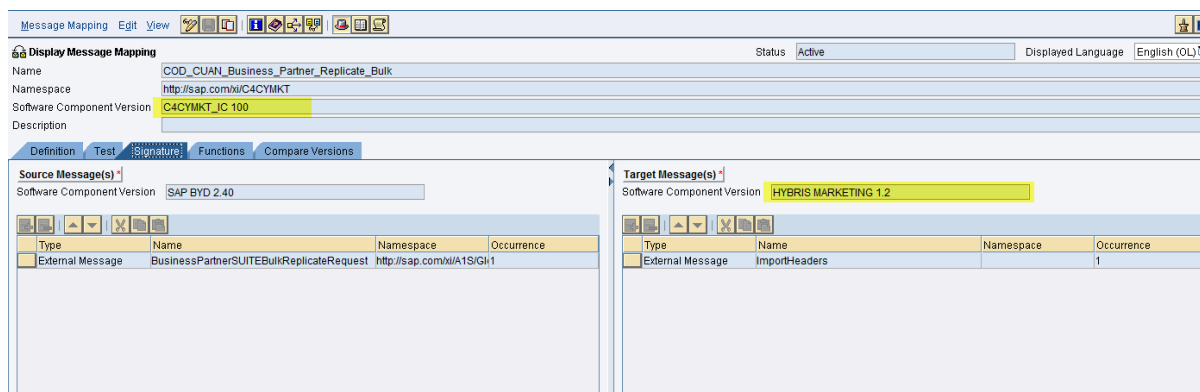 Message Mapping Edit View
Display Message Mapping Status Active Displayed Language English (OL)
Name COD_CUAN_Business_Partner_Replicate_Bulk
Namespace http://sap.com/xi/C4CYMKT
Software Component Version C4CYMKT_IC 100
Description
Definition Test Signature Functions Compare Versions
Source Message(s) *
Software Component Version SAP BYD 2.40
Type Name Namespace Occurrence
External Message BusinessPartnerSUITEBulkReplicateRequest http://sap.com/xi/A1S/Gl 1
Target Message(s) *
Software Component Version HYBRIS MARKETING 1.2
Type Name Namespace Occurrence
External Message ImportHeaders 1